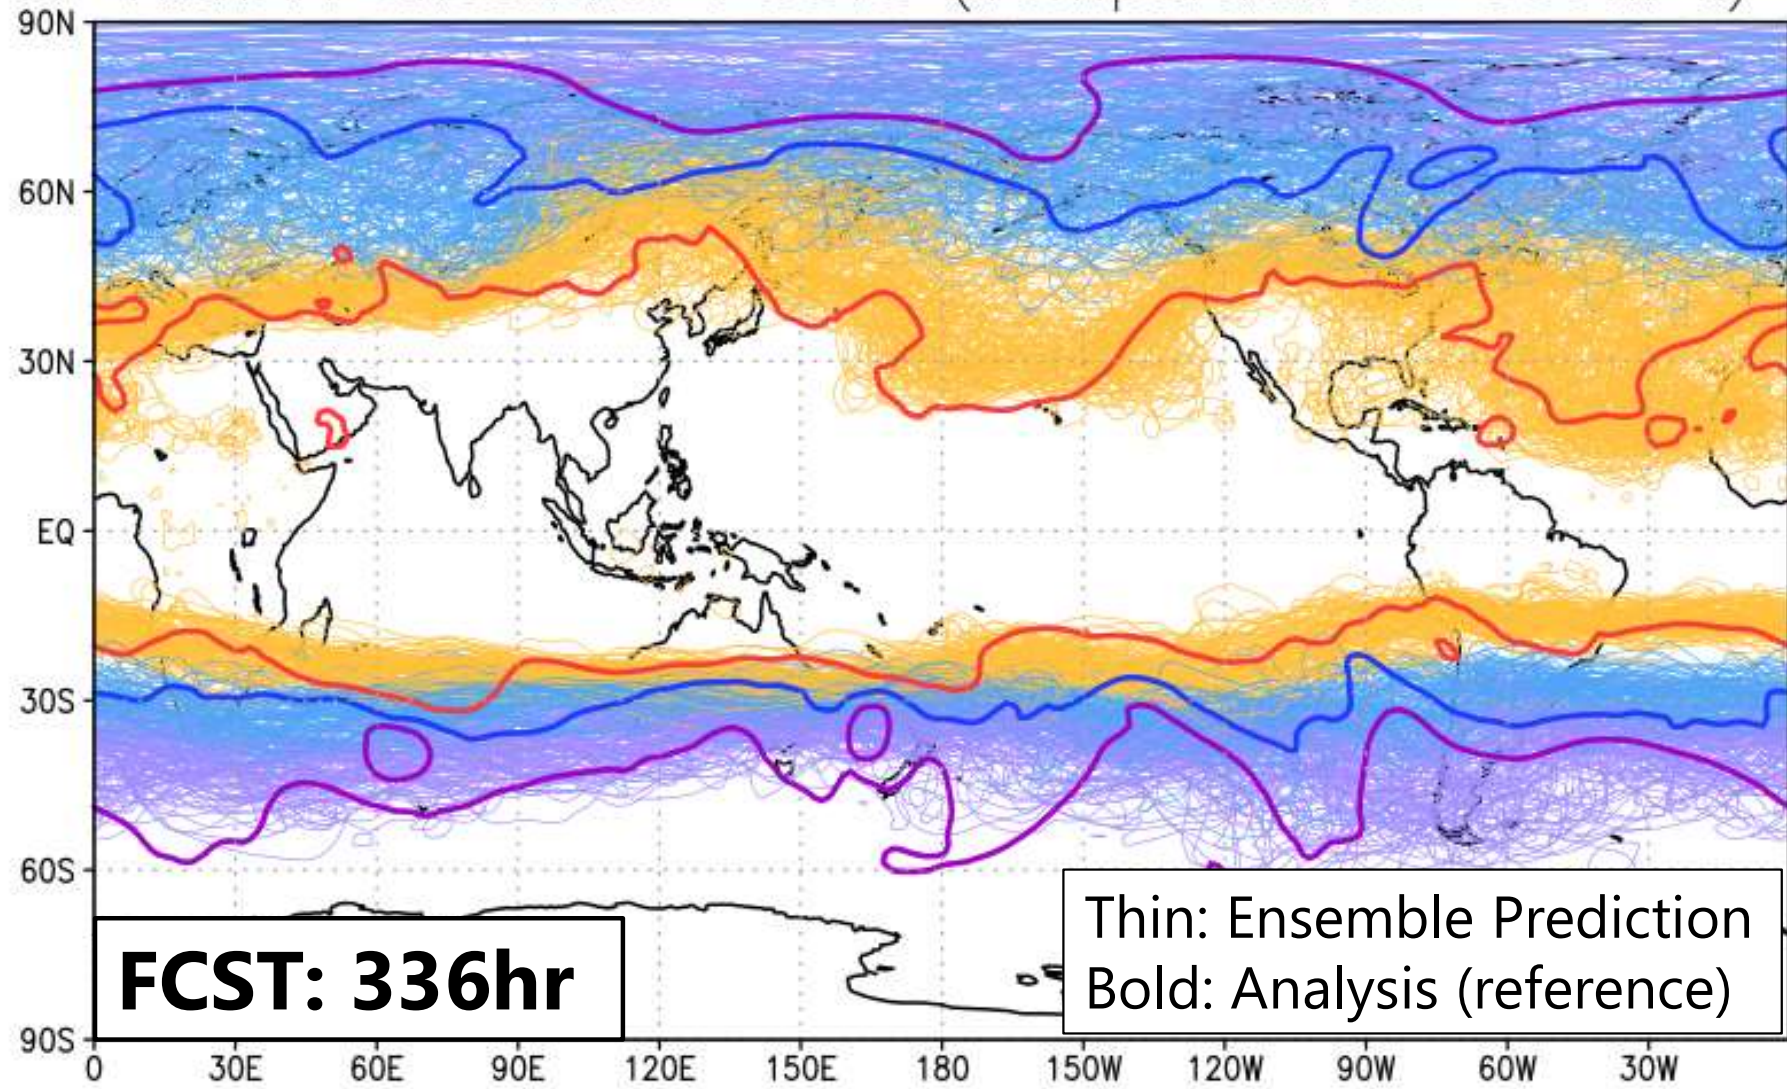 90N
60N
30N
EQ
30S
60S
90S
Thin: Ensemble Prediction
Bold: Analysis (reference)
FCST: 336hr
0 30E 60E 90E 120E 150E 180 150W 120W 90W 60W 30W